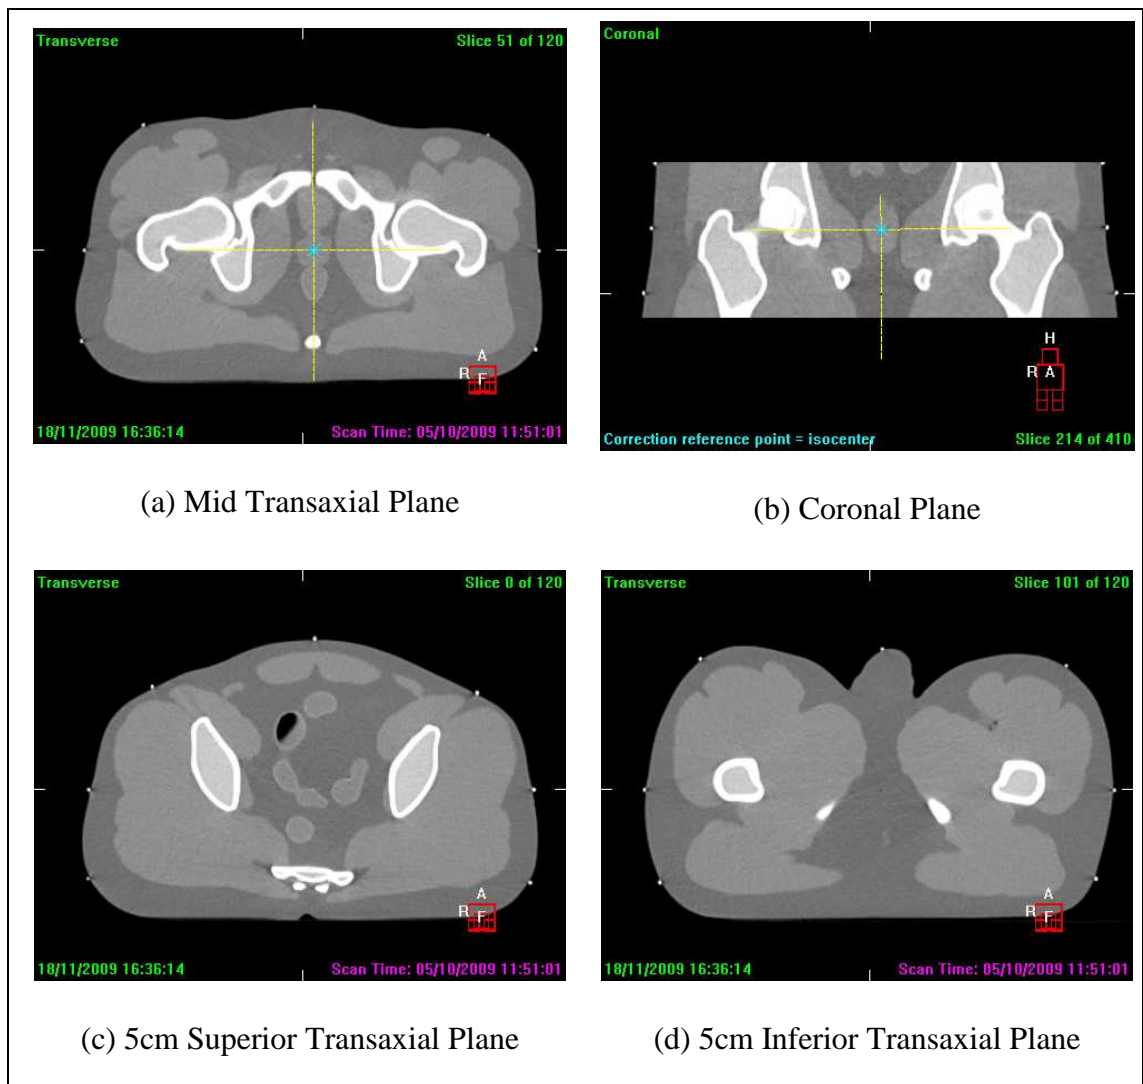 Transverse Slice 51 of 120
A
R F
18/11/2009 16:36:14 Scan Time: 05/10/2009 11:51:01
(a) Mid Transaxial Plane
Coronal
H
R A
Correction reference point = isocenter Slice 214 of 410
(b) Coronal Plane
Transverse Slice 0 of 120
A
R F
18/11/2009 16:36:14 Scan Time: 05/10/2009 11:51:01
(c) 5cm Superior Transaxial Plane
Transverse Slice 101 of 120
A
R F
18/11/2009 16:36:14 Scan Time: 05/10/2009 11:51:01
(d) 5cm Inferior Transaxial Plane